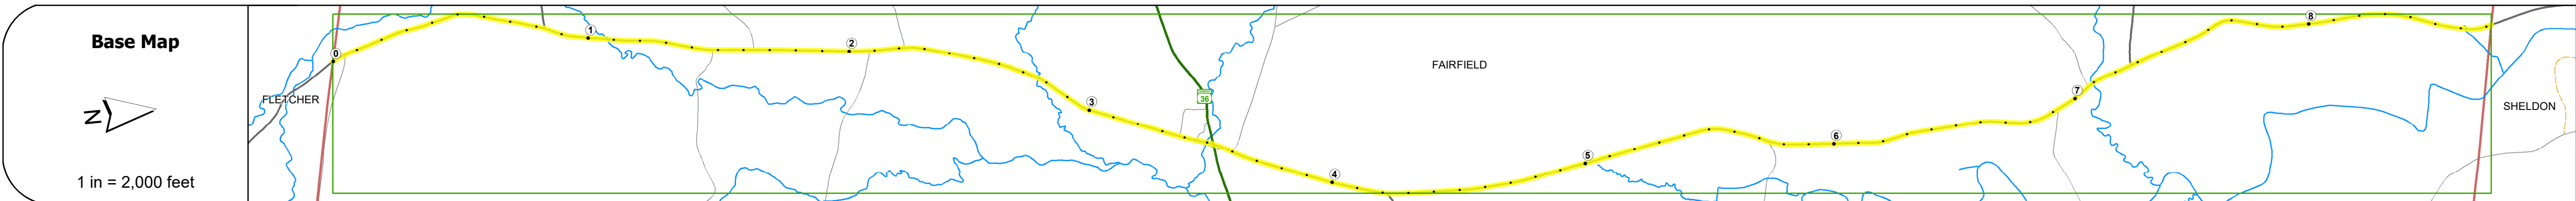 Base Map
N
1 in = 2,000 feet
FLETCHER
0
1
2
3
36
4
FAIRFIELD
5
6
7
8
SHELDON